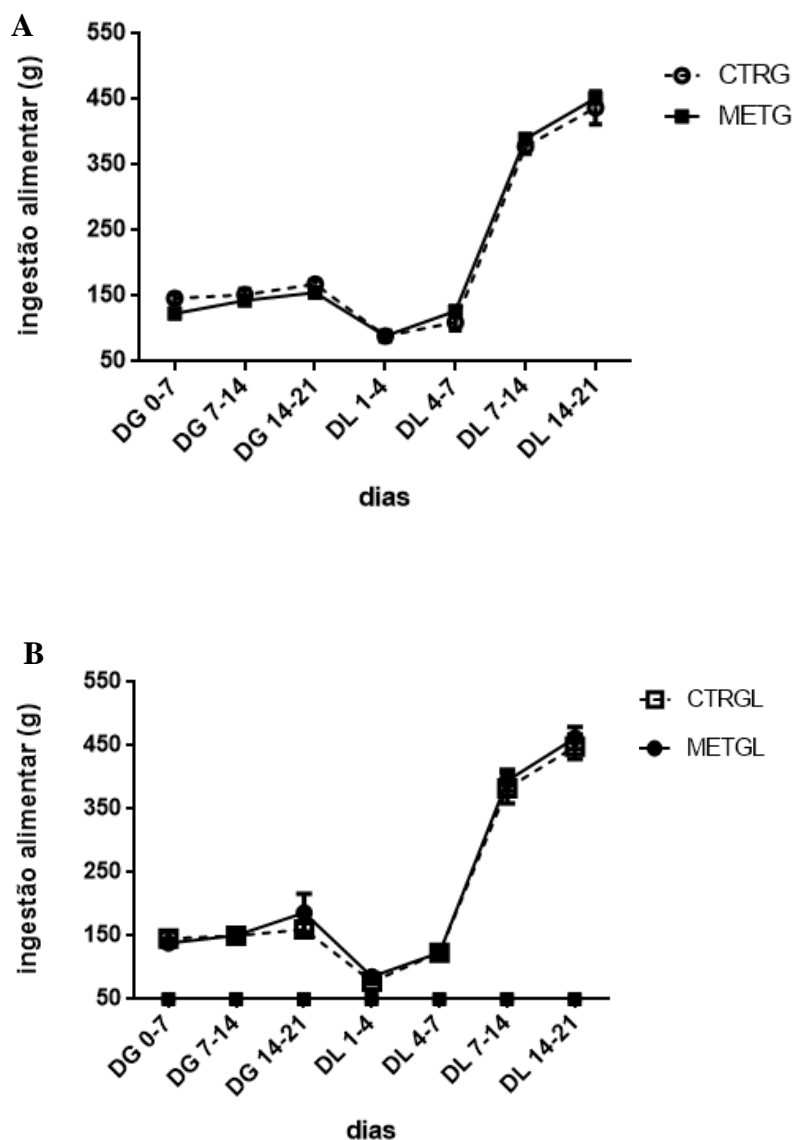 A
ingestão alimentar (g)
550
450
350
250
150
50
DG 0-7
DG 7-14
DG 14-21
DL 1-4
DL 4-7
DL 7-14
DL 14-21
dias
CTRG
METG
B
ingestão alimentar (g)
550
450
350
250
150
50
DG 0-7
DG 7-14
DG 14-21
DL 1-4
DL 4-7
DL 7-14
DL 14-21
dias
CTRGL
METGL